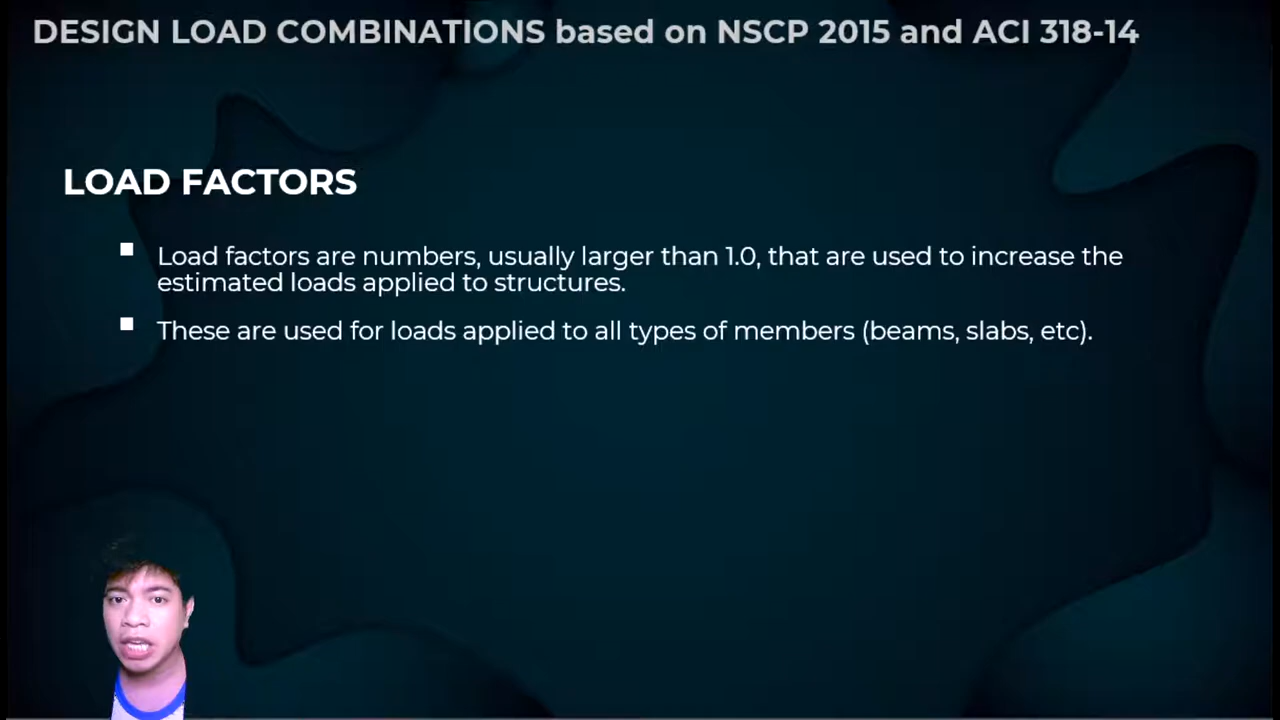 DESIGN LOAD COMBINATIONS based on NSCP 2015 and ACI 318-14
LOAD FACTORS
Load factors are numbers, usually larger than 1.0, that are used to increase the
estimated loads applied to structures.
These are used for loads applied to all types of members (beams, slabs, etc).